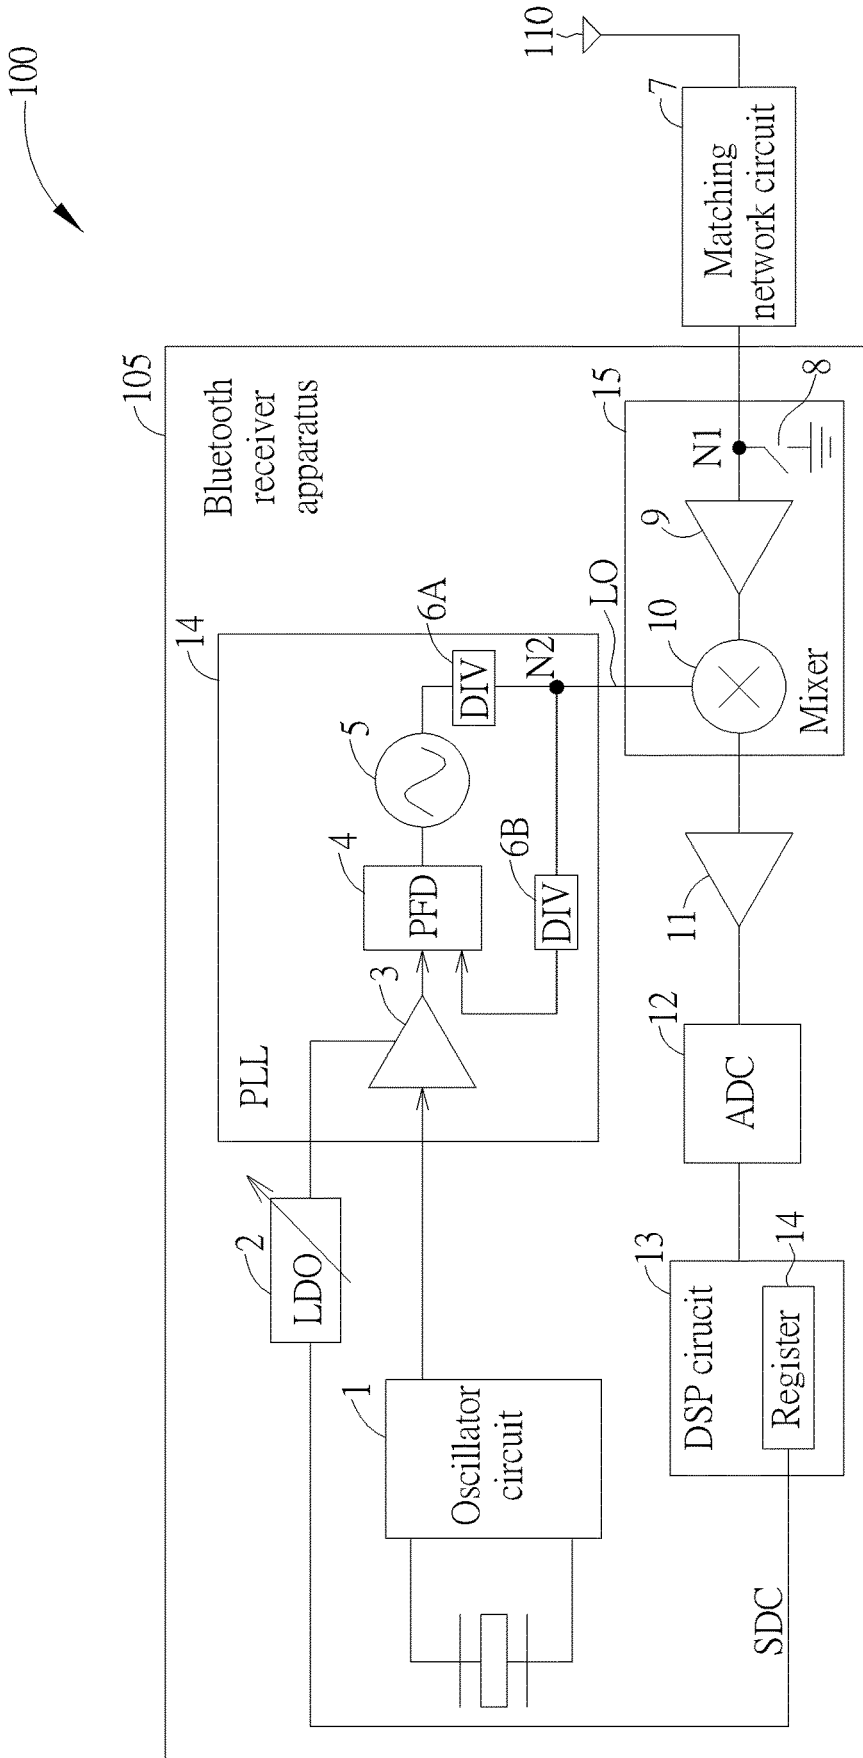 100
105
Bluetooth
receiver
apparatus
110
7
Matching
network circuit
14
PLL
3
4
PFD
5
6A
DIV
6B
DIV
N2
LO
2
LDO
1
Oscillator
circuit
15
N1
8
9
10
Mixer
11
12
ADC
13
DSP cirucit
14
Register
SDC